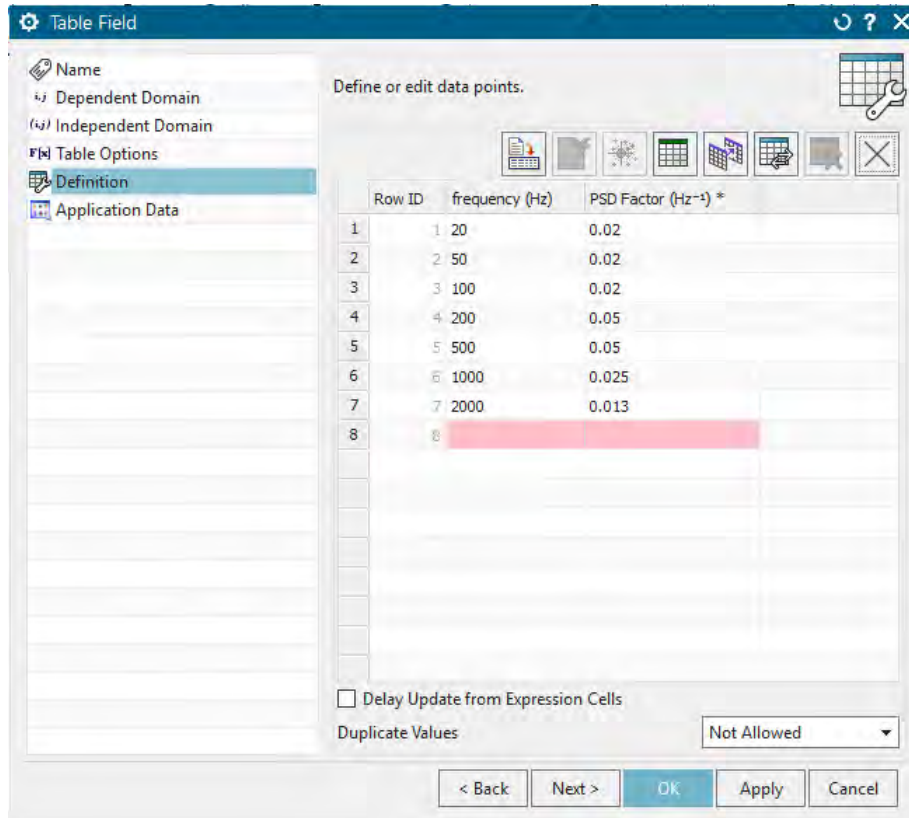 Table Field
Name
Dependent Domain
Independent Domain
Table Options
Definition
Application Data
Define or edit data points.
Row ID frequency (Hz) PSD Factor (Hz⁻¹) *
1 1 20 0.02
2 2 50 0.02
3 3 100 0.02
4 4 200 0.05
5 5 500 0.05
6 6 1000 0.025
7 7 2000 0.013
8 8
Delay Update from Expression Cells
Duplicate Values Not Allowed
< Back Next > OK Apply Cancel